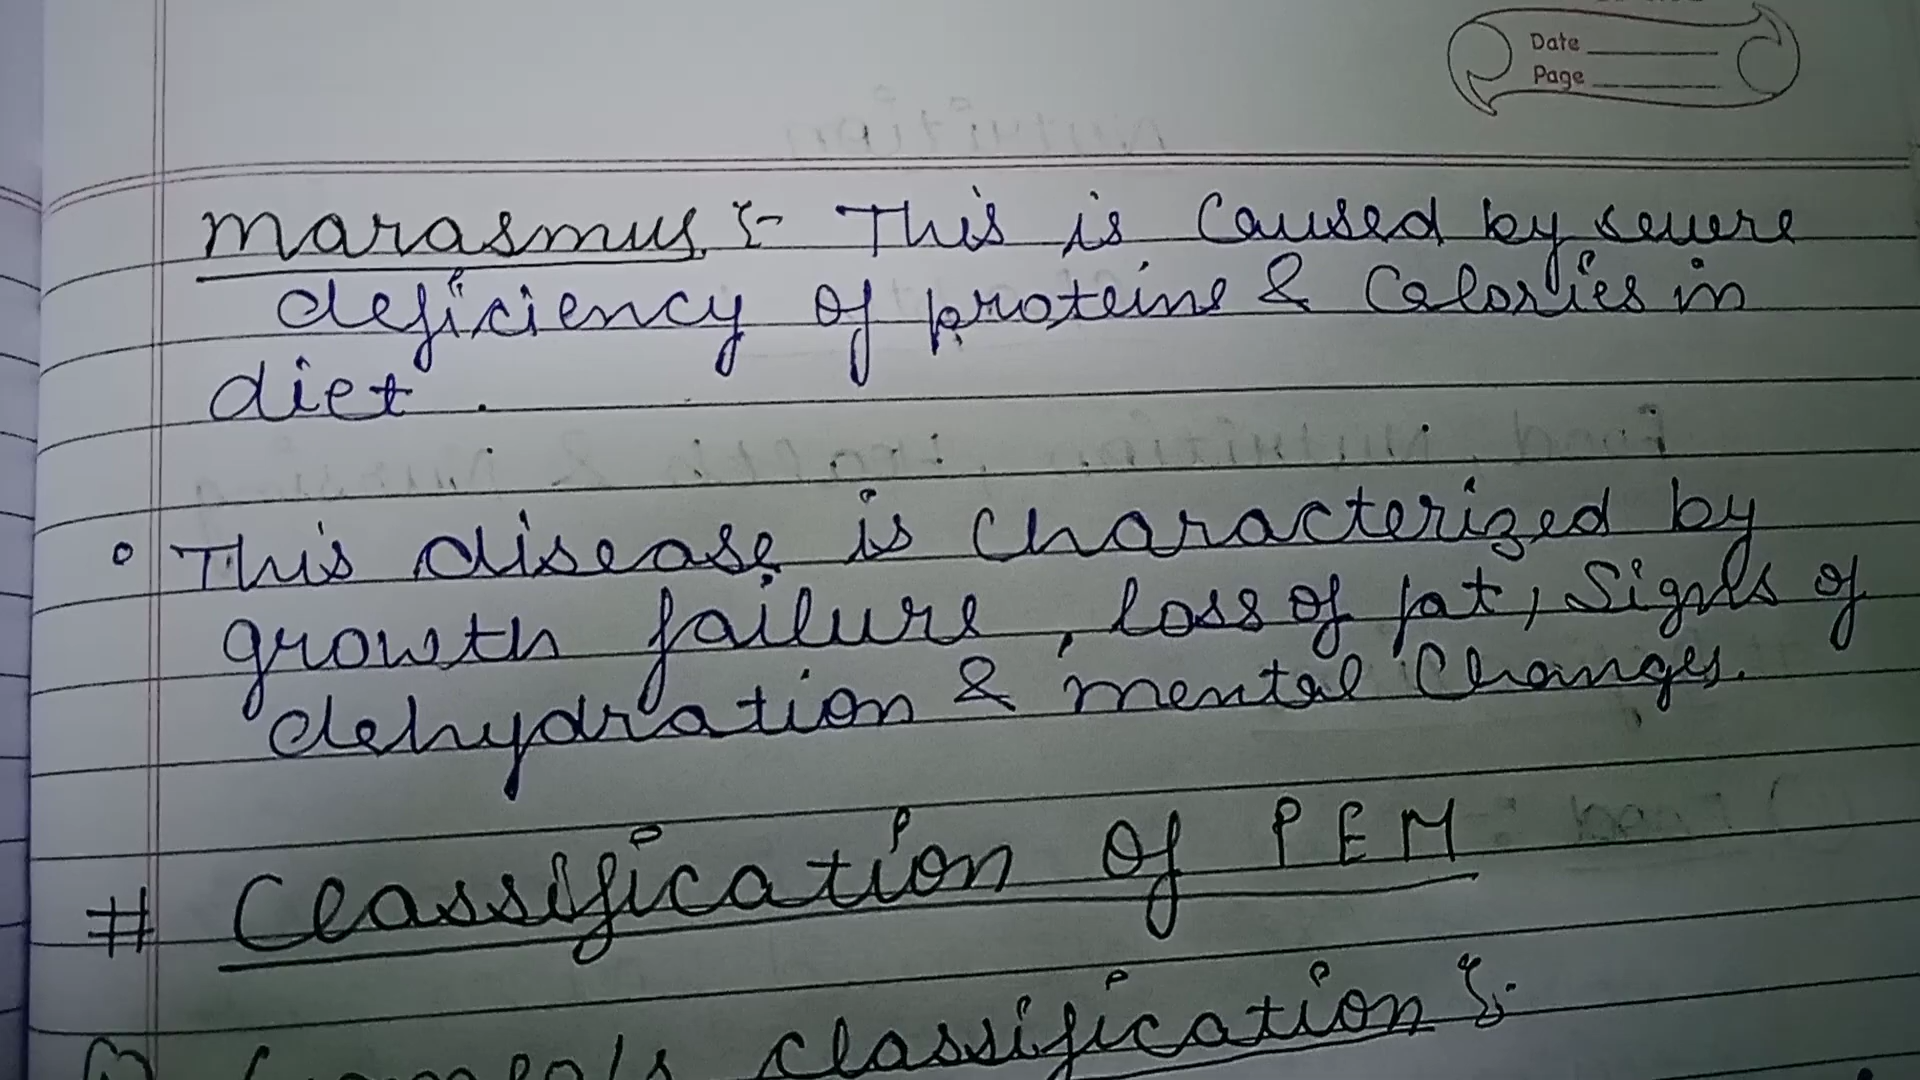 Date
Page
Marasmus :- This is Caused by severe
deficiency of proteins & Calories in
diet.
• This disease is Characterized by
growth failure, loss of fat, Signs of
dehydration & mental Changes.
# Classification Of PEM
classification :-